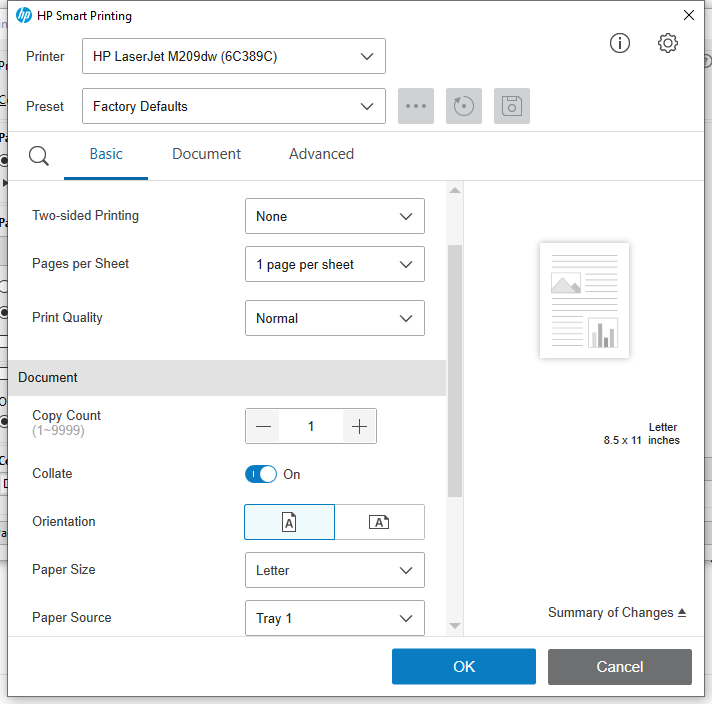 hp HP Smart Printing
Printer HP LaserJet M209dw (6C389C)
Preset Factory Defaults
Basic Document Advanced
Two-sided Printing None
Pages per Sheet 1 page per sheet
Print Quality Normal
Document
Copy Count
(1~9999) 1
Collate On
Orientation A A
Paper Size Letter
Paper Source Tray 1
Letter
8.5 x 11 inches
Summary of Changes
OK Cancel